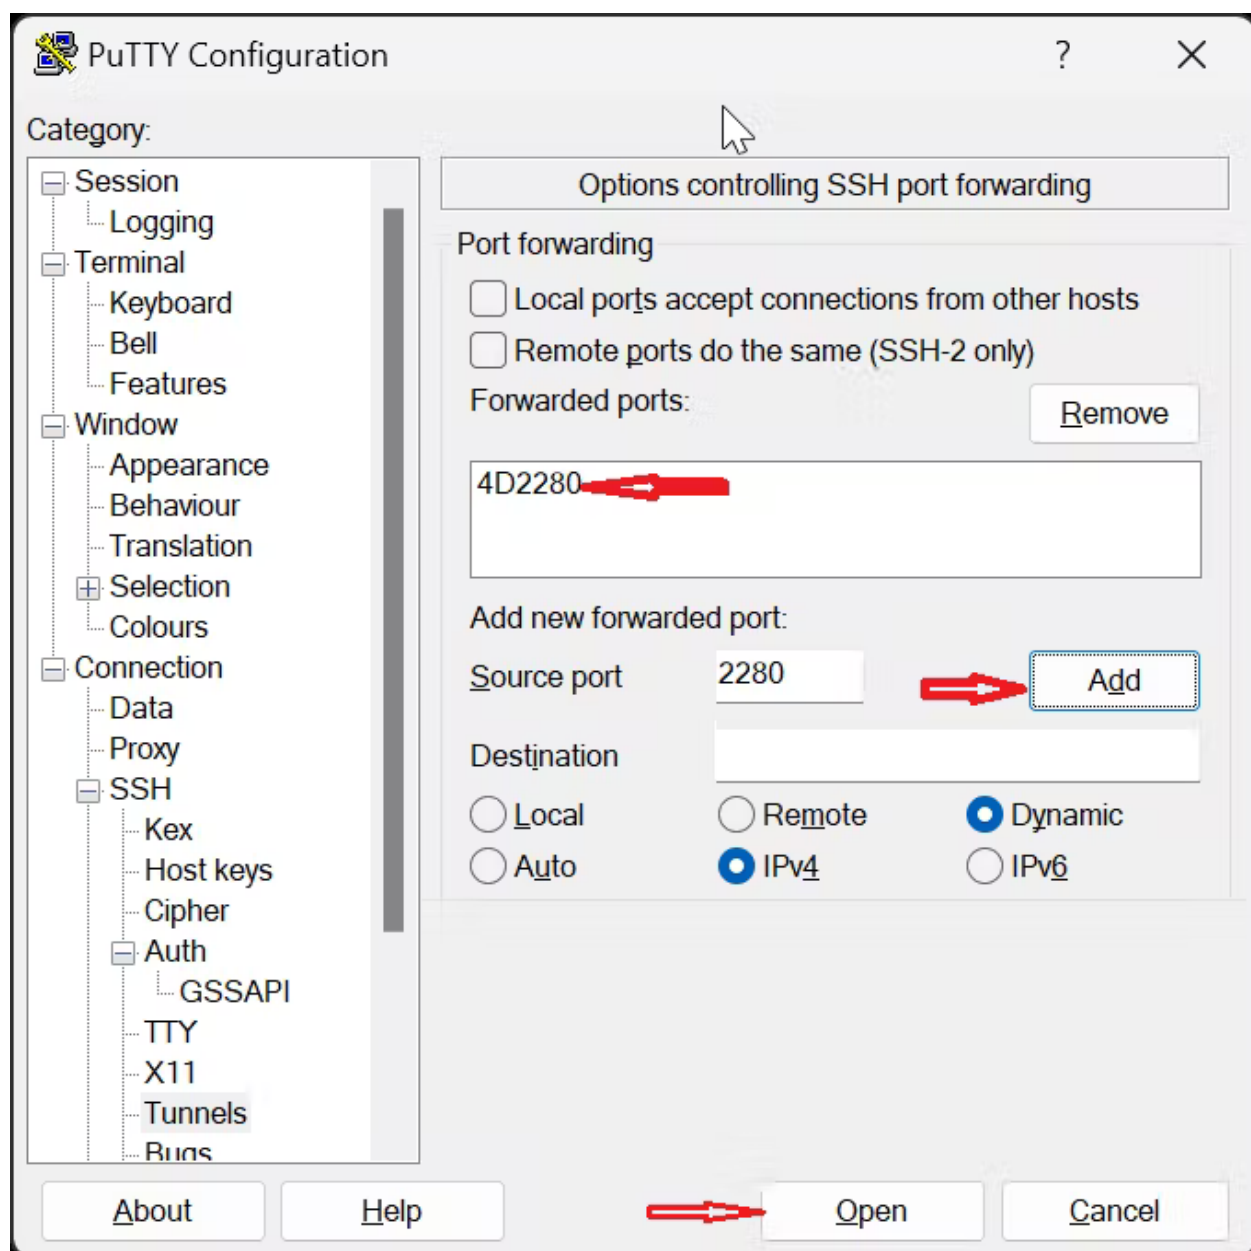 PuTTY Configuration
?
Category:
Session
Logging
Terminal
Keyboard
Bell
Features
Window
Appearance
Behaviour
Translation
Selection
Colours
Connection
Data
Proxy
SSH
Kex
Host keys
Cipher
Auth
GSSAPI
TTY
X11
Tunnels
Bugs
Options controlling SSH port forwarding
Port forwarding
Local ports accept connections from other hosts
Remote ports do the same (SSH-2 only)
Forwarded ports:
Remove
4D2280
Add new forwarded port:
Source port 2280 Add
Destination
Local Remote Dynamic
Auto IPv4 IPv6
About Help Open Cancel